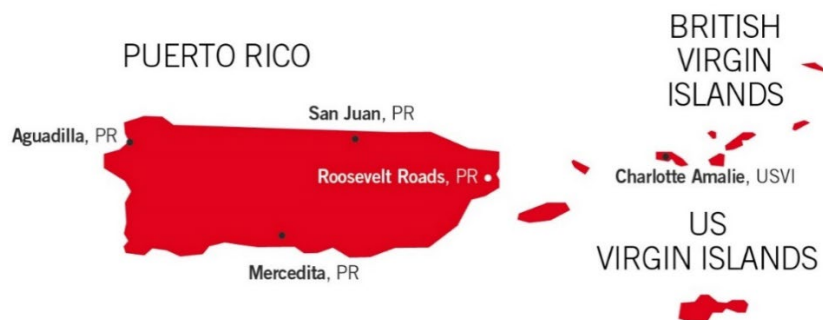 PUERTO RICO
BRITISH
VIRGIN
ISLANDS
San Juan, PR
Aguadilla, PR
Roosevelt Roads, PR
Charlotte Amalie, USVI
Mercedita, PR
US
VIRGIN ISLANDS